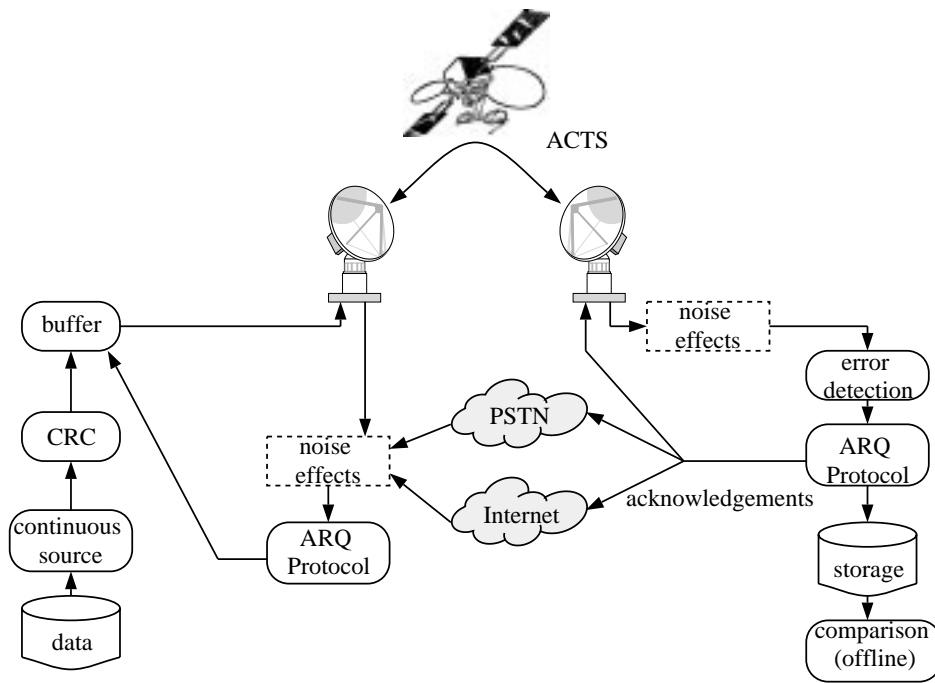 ACTS
buffer
noise
effects
error
detection
CRC
PSTN
ARQ
Protocol
noise
effects
acknowledgements
continuous
source
Internet
ARQ
Protocol
storage
data
comparison
(offline)